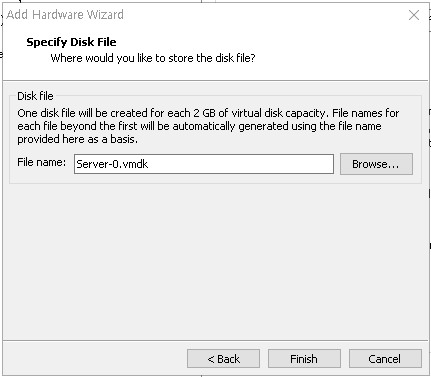 Add Hardware Wizard
Specify Disk File
Where would you like to store the disk file?
Disk file
One disk file will be created for each 2 GB of virtual disk capacity. File names for
each file beyond the first will be automatically generated using the file name
provided here as a basis.
File name: Server-0.vmdk Browse...
< Back Finish Cancel